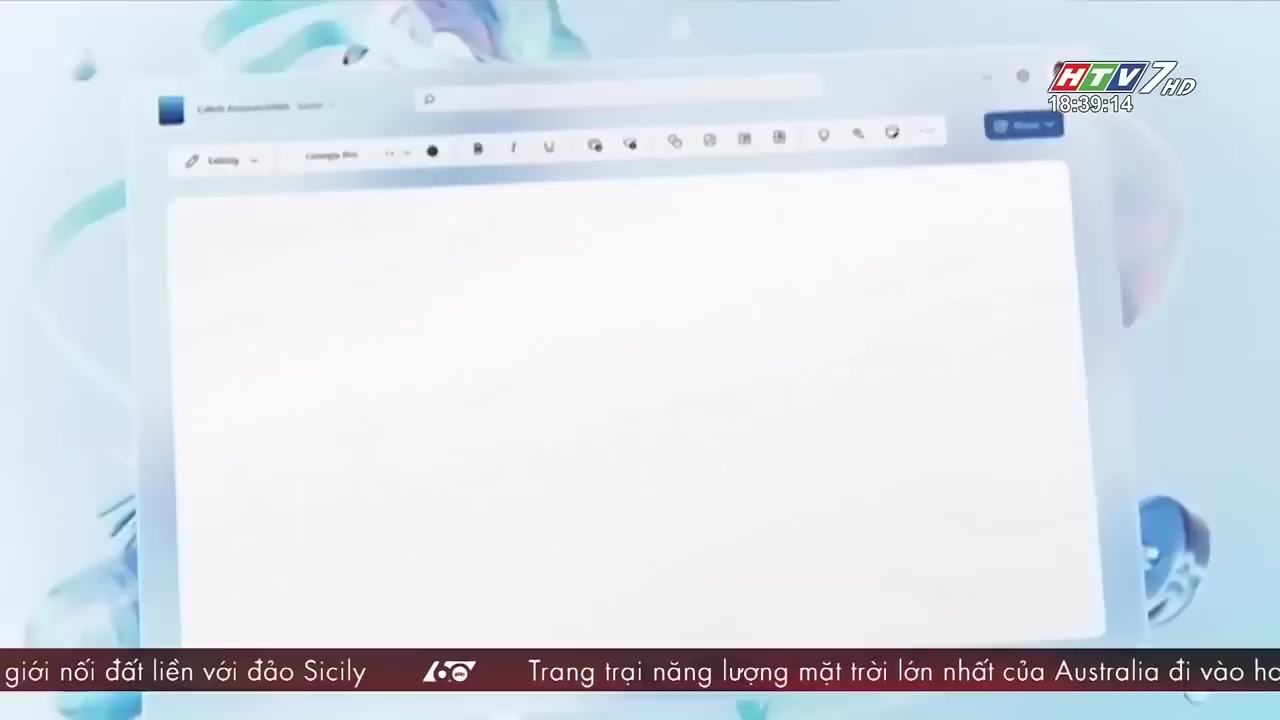 HTV7 HD
18:39:14
B I U
giới nối đất liền với đảo Sicily 60 Trang trại năng lượng mặt trời lớn nhất của Australia đi vào